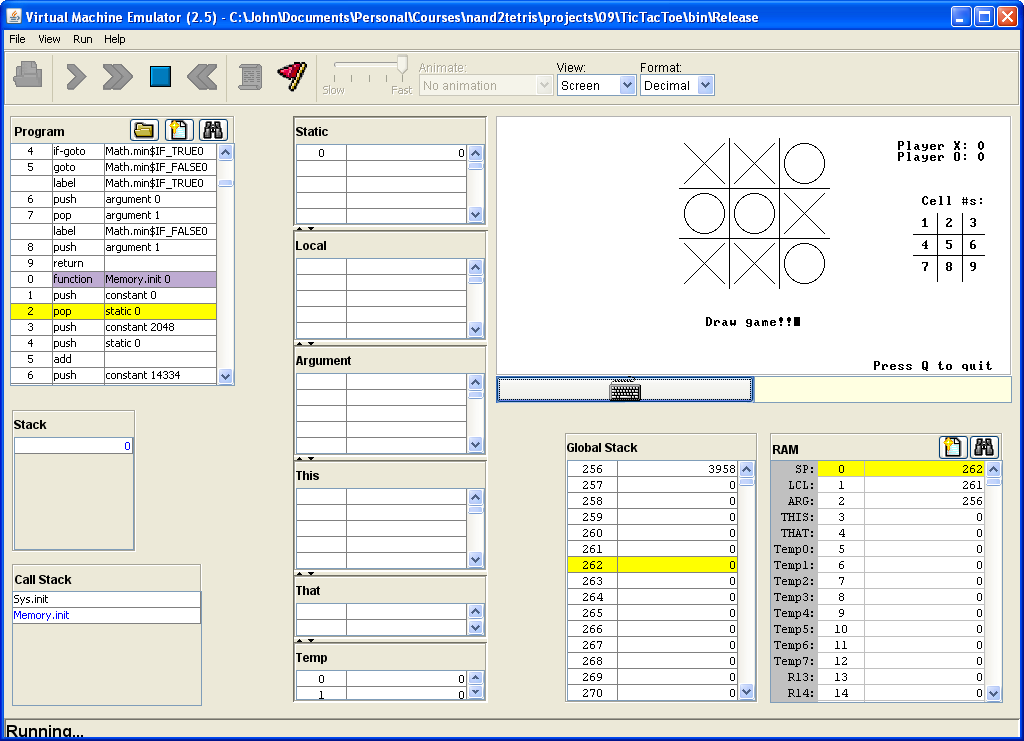 Virtual Machine Emulator (2.5) - C:\John\Documents\Personal\Courses\nand2tetris\projects\09\TicTacToe\bin\Release
File View Run Help
Slow Fast
Animate:
No animation
View:
Screen
Format:
Decimal
Program
4 if-goto Math.min$IF_TRUE0
5 goto Math.min$IF_FALSE0
label Math.min$IF_TRUE0
6 push argument 0
7 pop argument 1
label Math.min$IF_FALSE0
8 push argument 1
9 return
0 function Memory.init 0
1 push constant 0
2 pop static 0
3 push constant 2048
4 push static 0
5 add
6 push constant 14334
Stack
0
Call Stack
Sys.init
Memory.init
Static
0 0
Local
Argument
This
That
Temp
0 0
1 0
Player X: 0
Player O: 0
Cell #s:
1 2 3
4 5 6
7 8 9
Draw game!!
Press Q to quit
Global Stack
256 3958
257 0
258 0
259 0
260 0
261 0
262 0
263 0
264 0
265 0
266 0
267 0
268 0
269 0
270 0
RAM
SP: 0 262
LCL: 1 261
ARG: 2 256
THIS: 3 0
THAT: 4 0
Temp0: 5 0
Temp1: 6 0
Temp2: 7 0
Temp3: 8 0
Temp4: 9 0
Temp5: 10 0
Temp6: 11 0
Temp7: 12 0
R13: 13 0
R14: 14 0
Running...